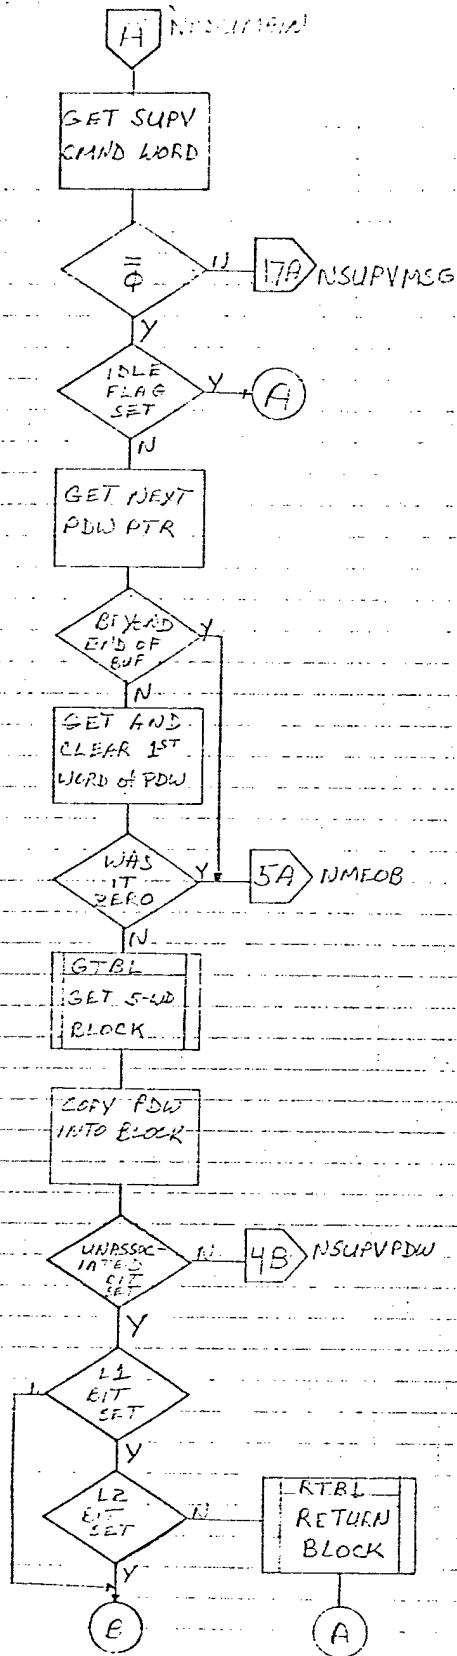 A
GET SUPV
CMND WORD
=
Φ
N
17A
NSUPVMSG
Y
IDLE
FLAG
SET
Y
A
N
GET NEXT
PDW PTR
BEYEND
END OF
BUF
Y
N
GET AND
CLEAR 1ST
WORD of PDW
WAS
IT
ZERO
Y
5A
NMEOB
N
GTBL
GET 5-WD
BLOCK
COPY PDW
INTO BLOCK
UNASSOC-
IATED
BIT
SET
N
4B
NSUPVPDW
Y
L1
BIT
SET
Y
L2
BIT
SET
N
RTBL
RETURN
BLOCK
Y
B
A